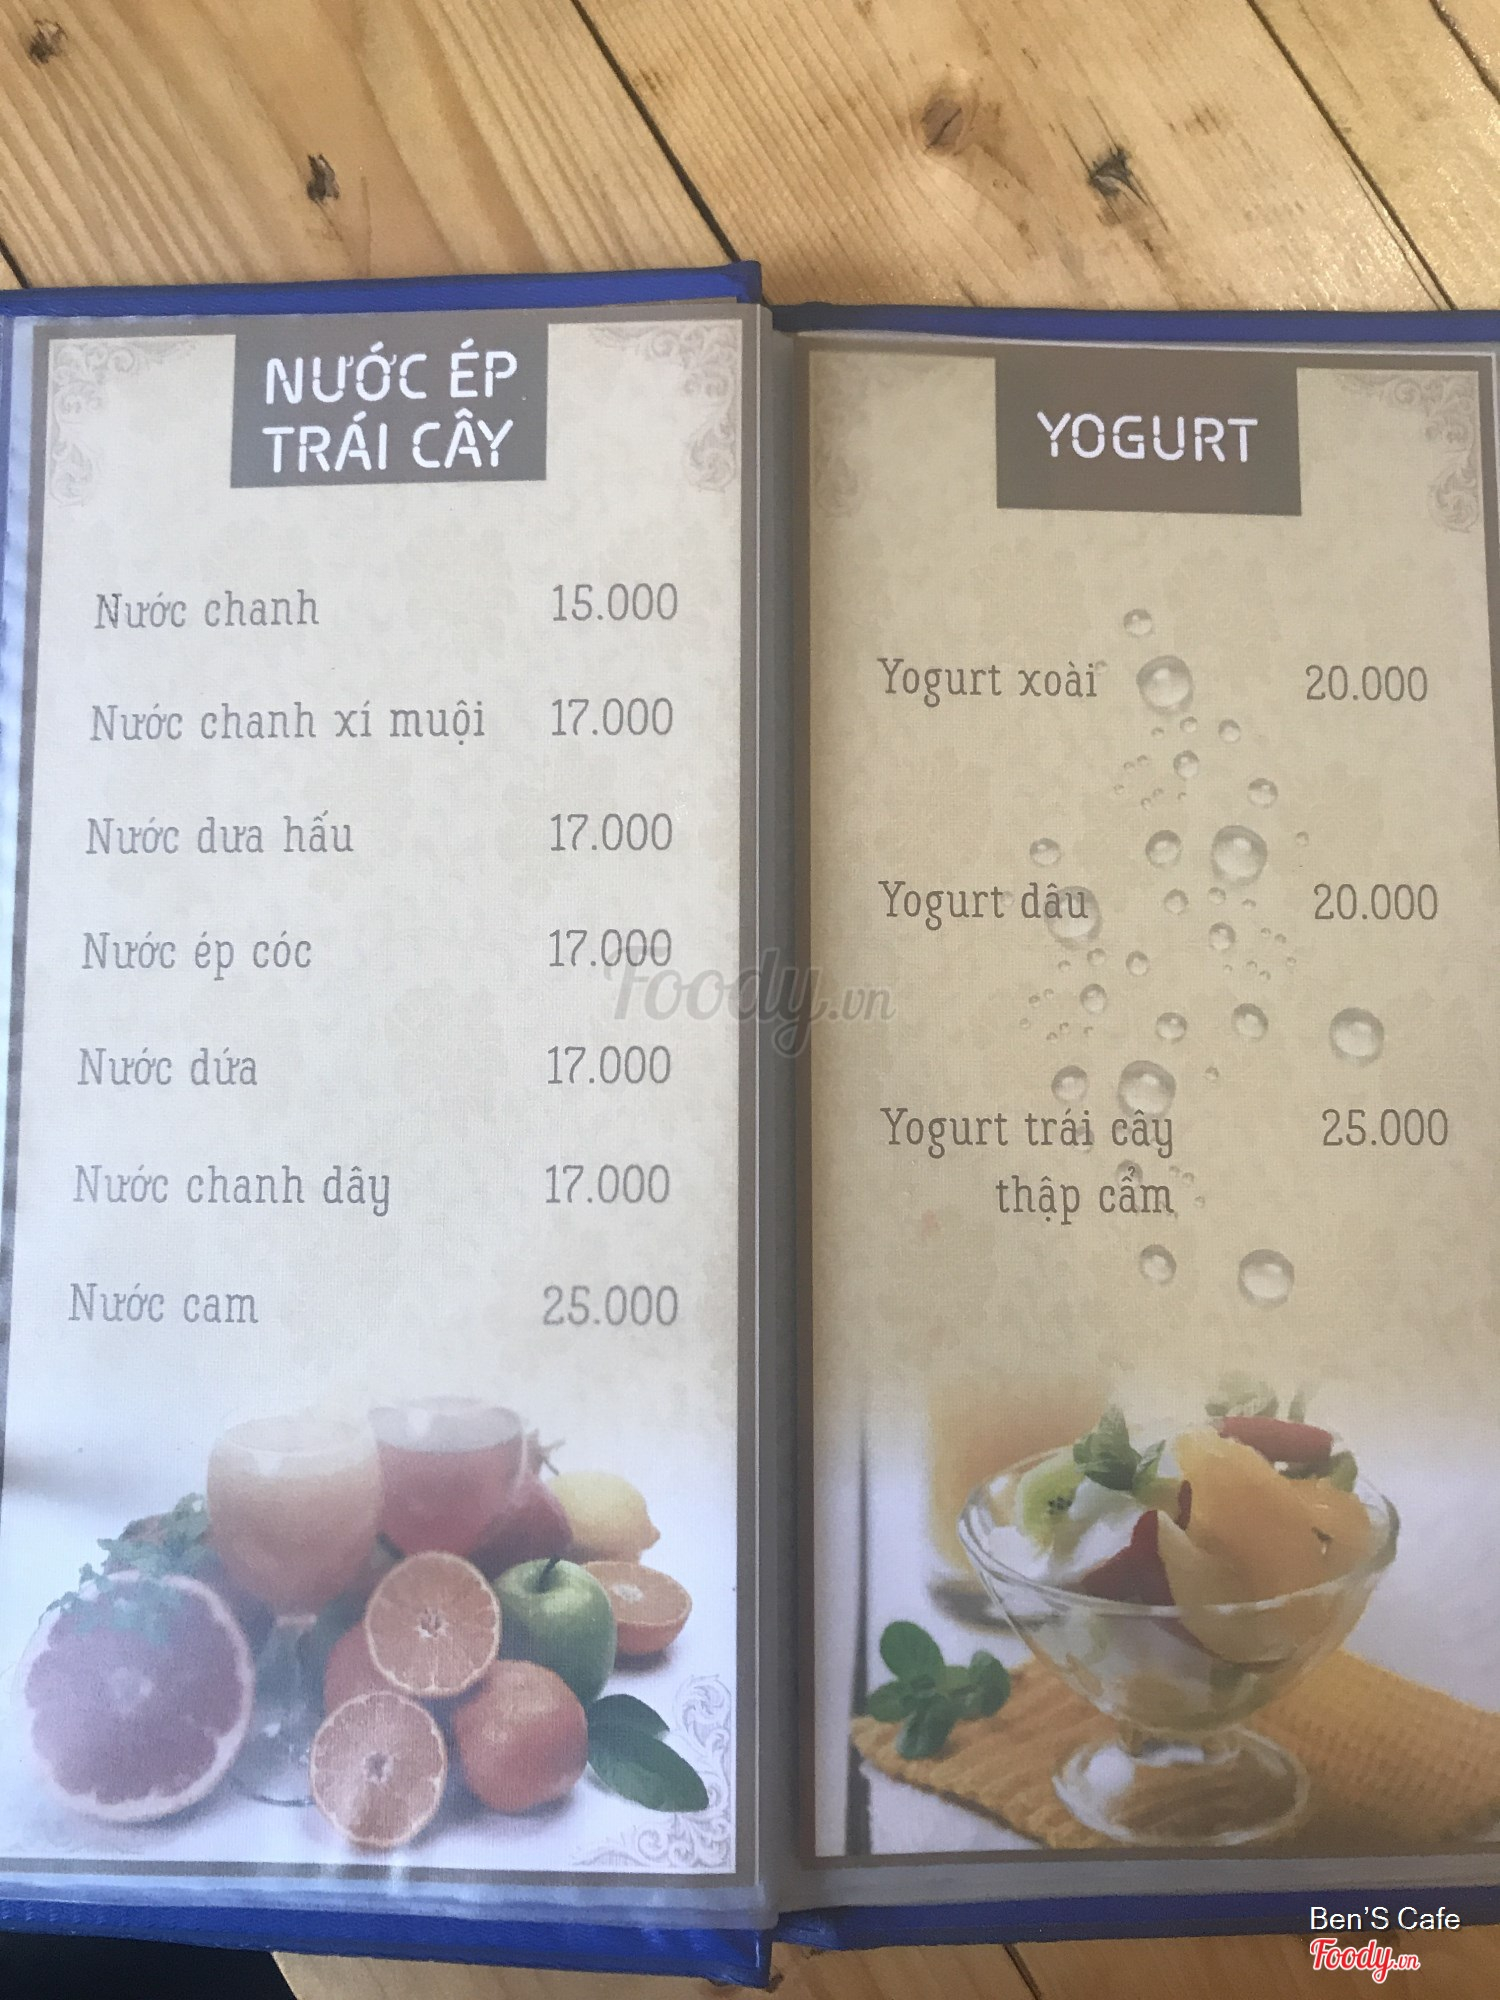 NƯỚC ÉP
TRÁI CÂY
Nước chanh 15.000
Nước chanh xí muội 17.000
Nước dưa hấu 17.000
Nước ép cóc 17.000
Nước dứa 17.000
Nước chanh dây 17.000
Nước cam 25.000
YOGURT
Yogurt xoài 20.000
Yogurt dâu 20.000
Yogurt trái cây 25.000
thập cẩm
Foody.vn
Ben'S Cafe
Foody.vn